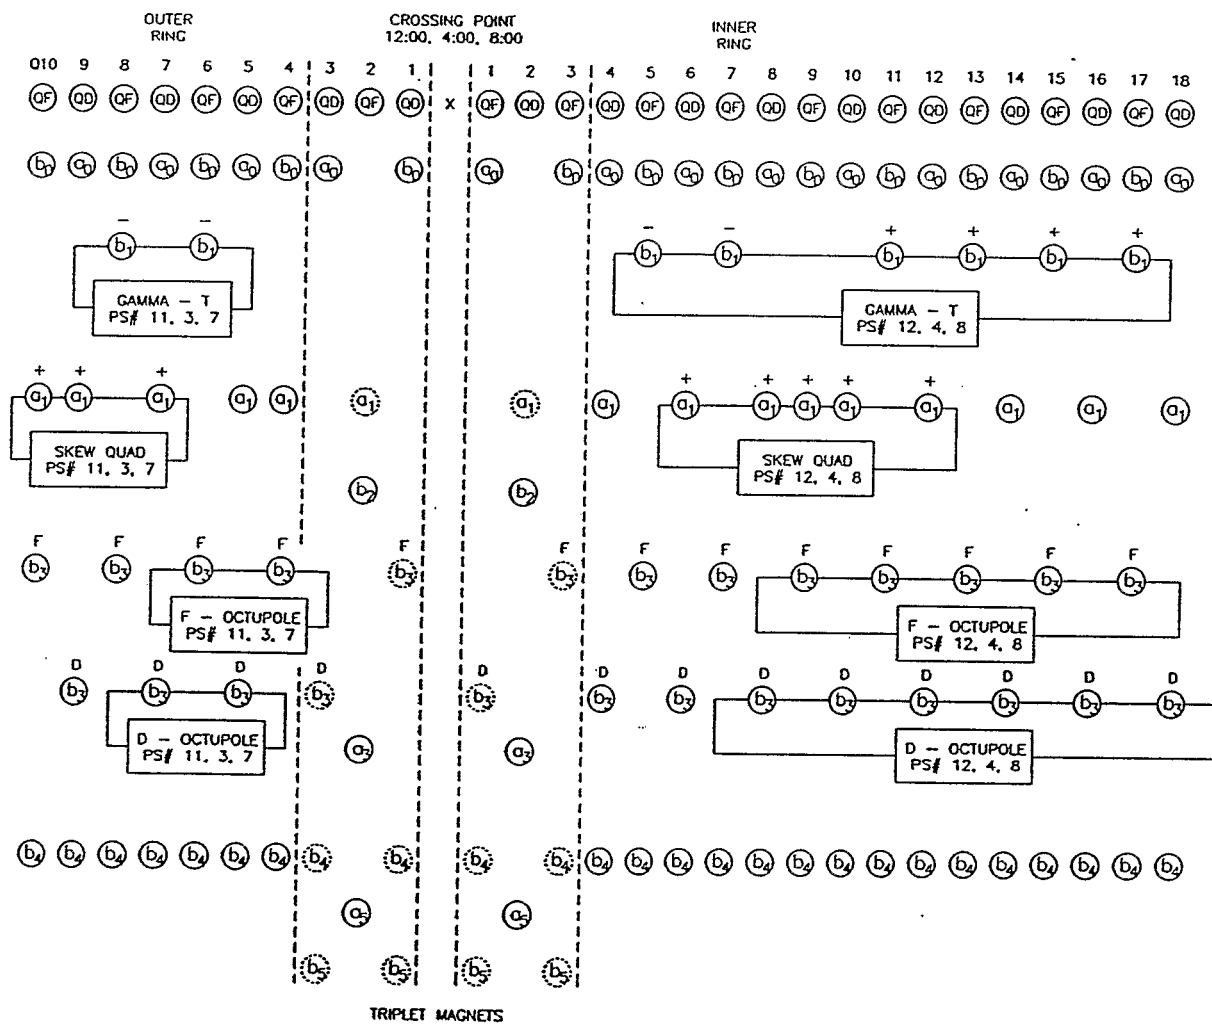 OUTER
RING
CROSSING POINT
12:00, 4:00, 8:00
INNER
RING
O10 9 8 7 6 5 4 3 2 1 1 2 3 4 5 6 7 8 9 10 11 12 13 14 15 16 17 18
QF QD QF QD QF QD QF QD QF QD X QF QD QF QD QF QD QF QD QF QD QF QD QF QD QF QD QF QD
b0 a0 b0 a0 b0 a0 b0 a0 b0 a0 b0 a0 b0 a0 b0 a0 b0 a0 b0 a0 b0 a0 b0 a0 b0 a0
− − − − + + + +
b1 b1 b1 b1 b1 b1 b1 b1
GAMMA – T
PS# 11, 3, 7
GAMMA – T
PS# 12, 4, 8
+ + + + + + + +
a1 a1 a1 a1 a1 a1 a1 a1 a1 a1 a1 a1 a1 a1 a1 a1
SKEW QUAD
PS# 11, 3, 7
SKEW QUAD
PS# 12, 4, 8
b2 b2
F F F F F F F F F F F F F
b3 b3 b3 b3 b3 b3 b3 b3 b3 b3 b3 b3 b3
F – OCTUPOLE
PS# 11, 3, 7
F – OCTUPOLE
PS# 12, 4, 8
D D D D D D D D D D D D D
b3 b3 b3 b3 b3 b3 b3 b3 b3 b3 b3 b3 b3
D – OCTUPOLE
PS# 11, 3, 7
D – OCTUPOLE
PS# 12, 4, 8
a3 a3
b4 b4 b4 b4 b4 b4 b4 b4 b4 b4 b4 b4 b4 b4 b4 b4 b4 b4 b4 b4 b4 b4 b4 b4 b4 b4
a5 a5
b5 b5 b5 b5
TRIPLET MAGNETS